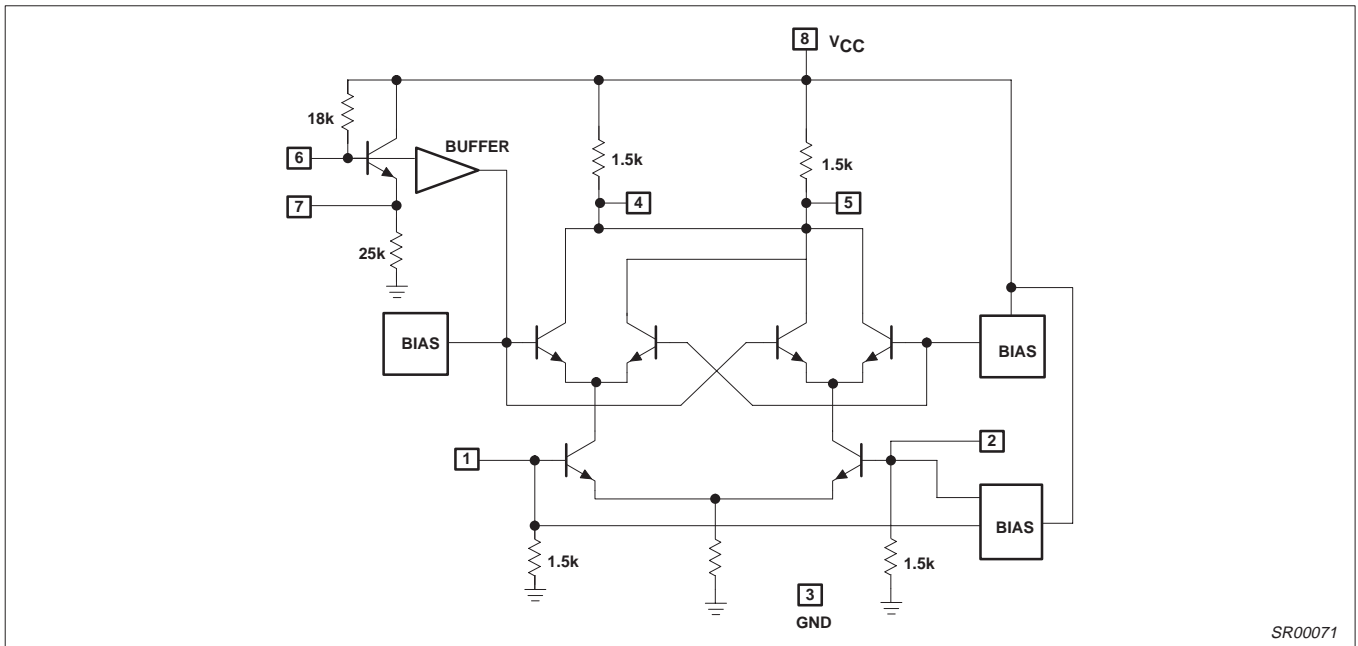 8 VCC
18k
6
BUFFER
1.5k
1.5k
7
4
5
25k
BIAS
BIAS
1
2
BIAS
1.5k
1.5k
3
GND
SR00071